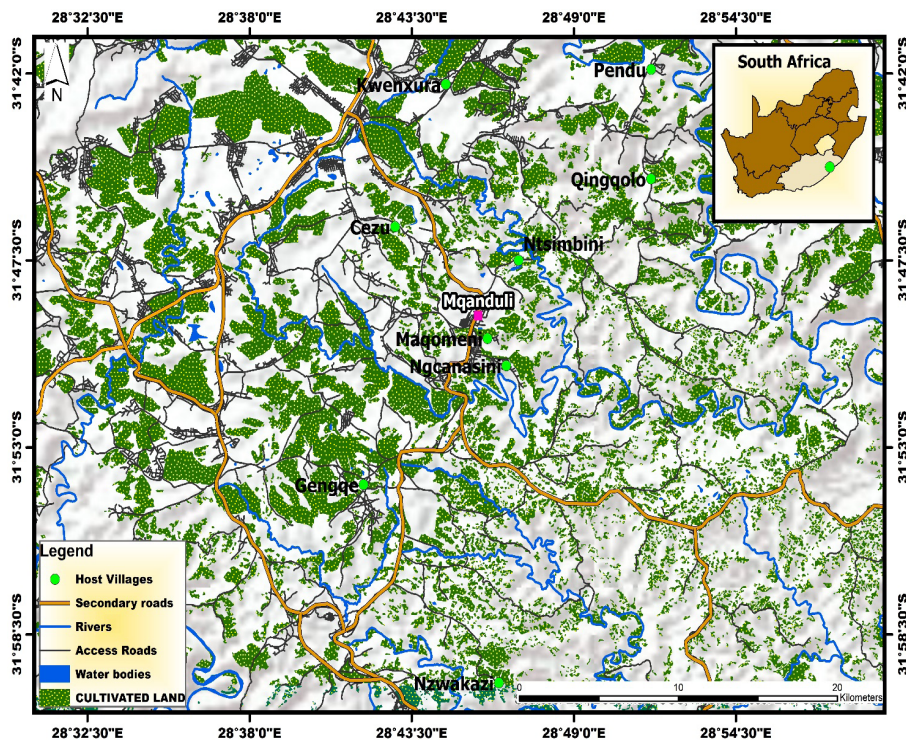 28°32'30"E 28°38'0"E 28°43'30"E 28°49'0"E 28°54'30"E
31°42'0"S 31°42'0"S
N
South Africa
Kwenxura
Pendu
Qingqolo
Cezu
Ntsimbini
31°47'30"S 31°47'30"S
Mqanduli
Maqomeni
Ngcanasini
31°53'0"S 31°53'0"S
Gengqe
Legend
Host Villages
Secondary roads
Rivers
Access Roads
Water bodies
CULTIVATED LAND
31°58'30"S 31°58'30"S
Nzwakazi
0 10 20
Kilometers
28°32'30"E 28°38'0"E 28°43'30"E 28°49'0"E 28°54'30"E